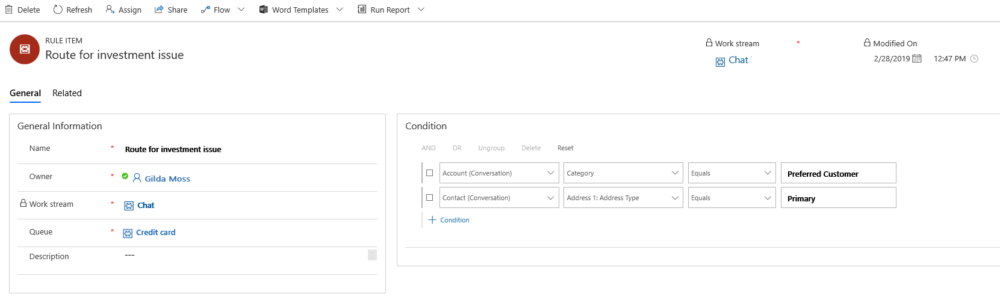 Delete Refresh Assign Share Flow Word Templates Run Report
RULE ITEM
Route for investment issue
Work stream *
Chat
Modified On
2/28/2019 12:47 PM
General Related
General Information
Name * Route for investment issue
Owner * Gilda Moss
Work stream * Chat
Queue * Credit card
Description ---
Condition
AND OR Ungroup Delete Reset
Account (Conversation) Category Equals Preferred Customer
Contact (Conversation) Address 1: Address Type Equals Primary
+ Condition